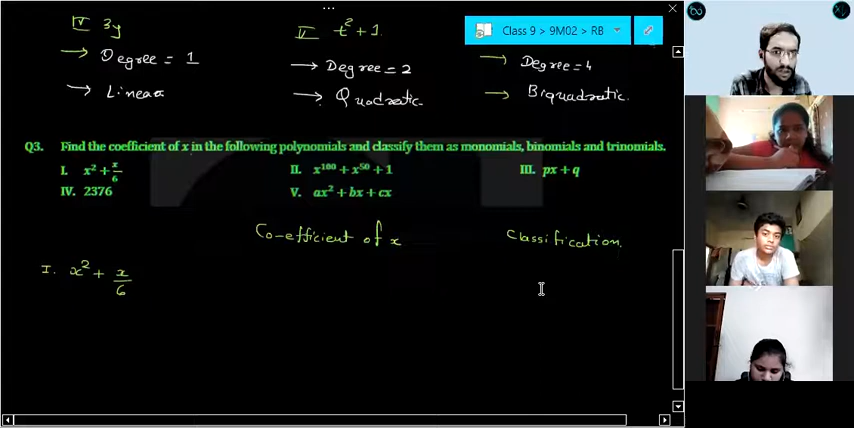 IV 3y
II t² + 1
Class 9 > 9M02 > RB
→ Degree = 1
→ Degree = 2
→ Degree = 4
→ Linear
→ Quadratic.
→ Biquadratic.
Q3. Find the coefficient of x in the following polynomials and classify them as monomials, binomials and trinomials.
I. x² + x/6
II. x¹⁰⁰ + x⁵⁰ + 1
III. px + q
IV. 2376
V. ax² + bx + cx
Co-efficient of x
Classification.
I. x² + x/6